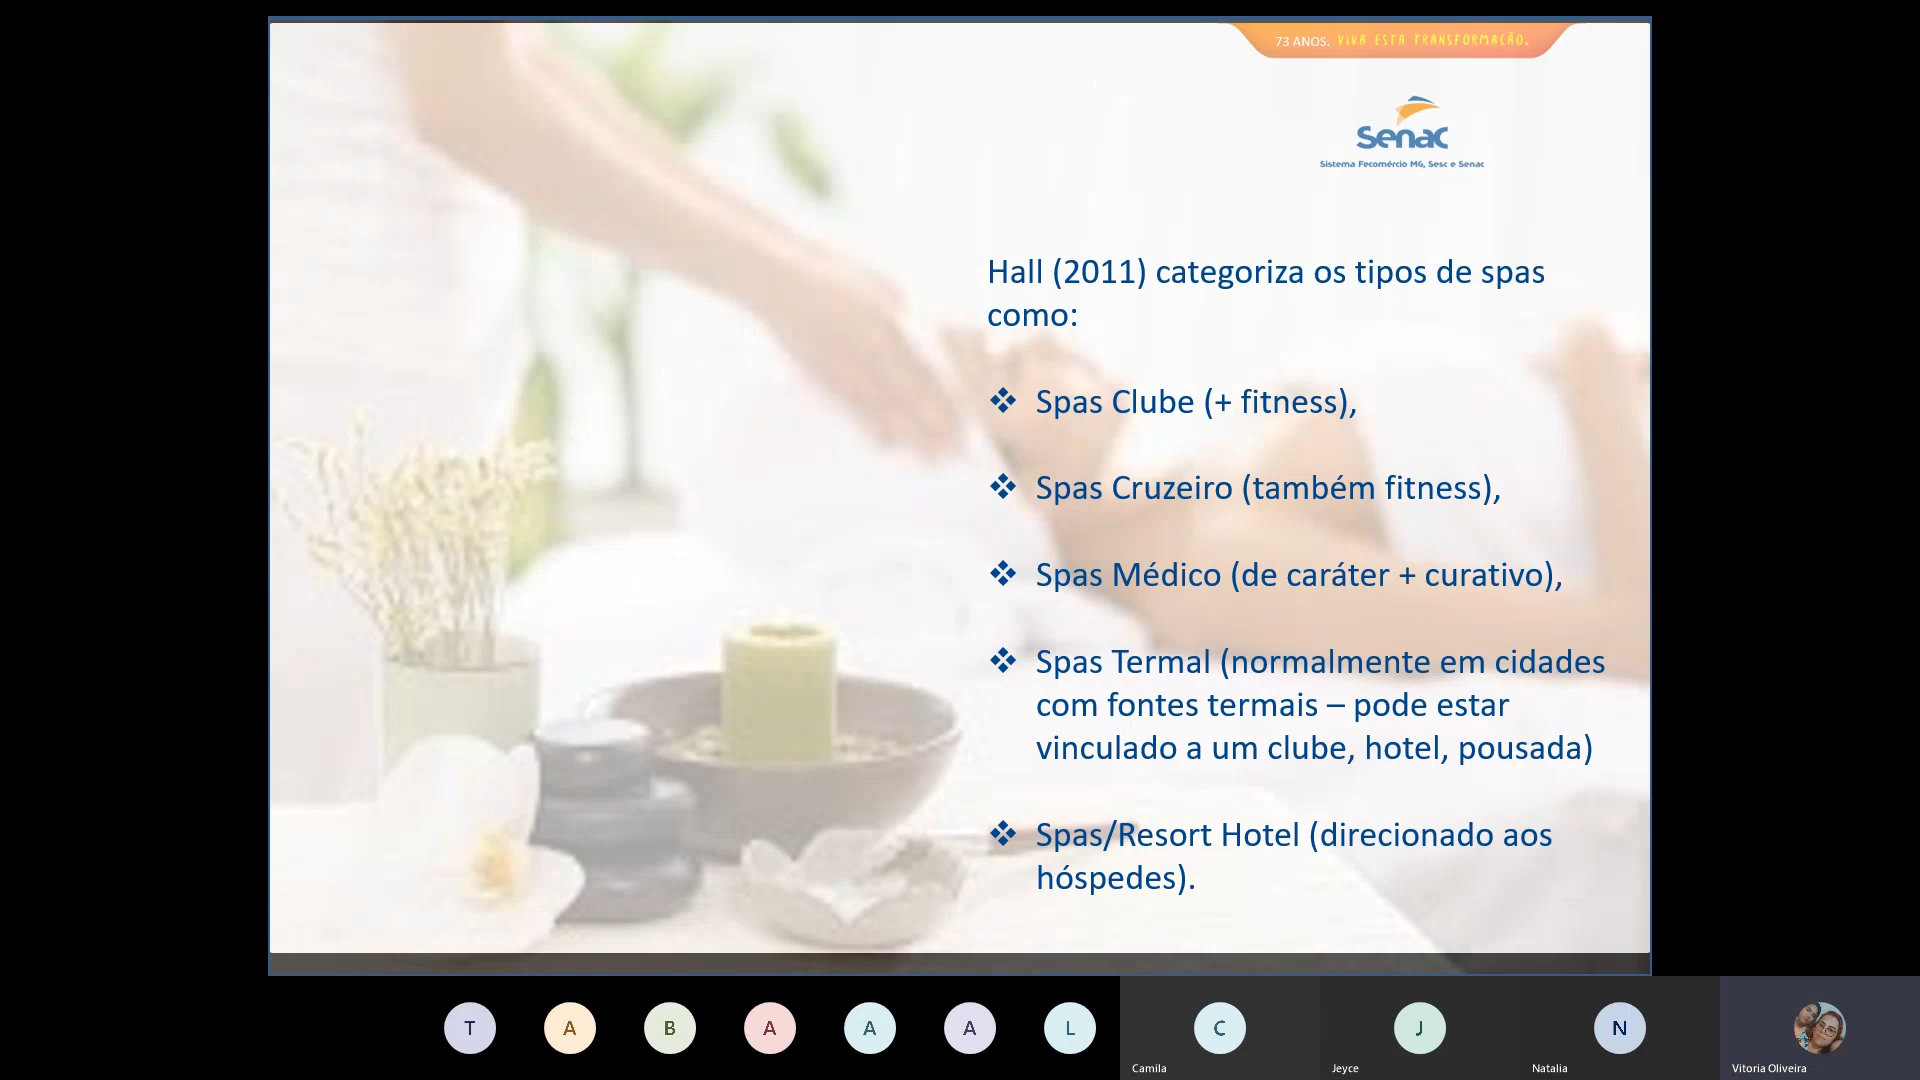 73 ANOS. VIVA ESTA TRANSFORMAÇÃO.
Senac
Sistema Fecomércio MG, Sesc e Senac
Hall (2011) categoriza os tipos de spas
como:
❖ Spas Clube (+ fitness),
❖ Spas Cruzeiro (também fitness),
❖ Spas Médico (de caráter + curativo),
❖ Spas Termal (normalmente em cidades
com fontes termais – pode estar
vinculado a um clube, hotel, pousada)
❖ Spas/Resort Hotel (direcionado aos
hóspedes).
T A B A A A L C J N
Camila Jeyce Natalia Vitoria Oliveira